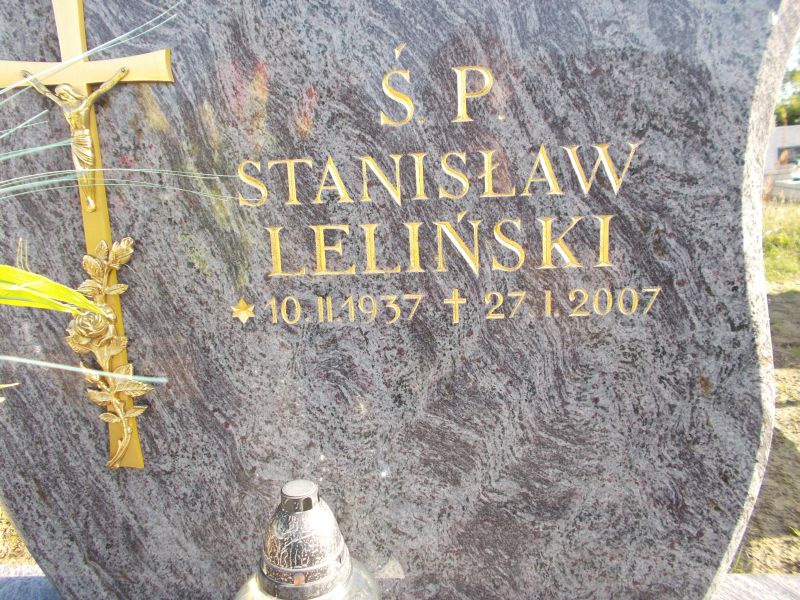 Ś. P.
STANISŁAW
LELIŃSKI
* 10.II.1937 † 27.I.2007